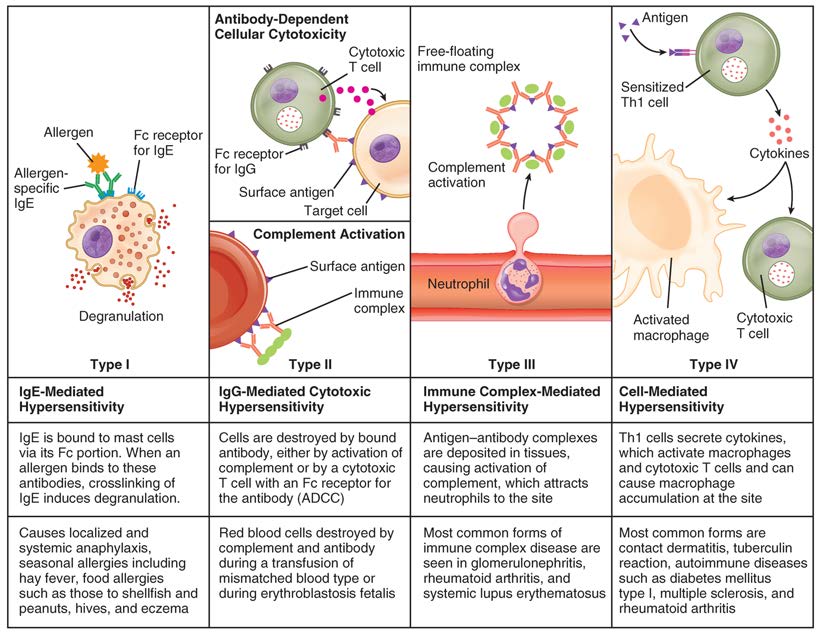 Allergen
Fc receptor
for IgE
Allergen-
specific
IgE
Degranulation
Type I
Antibody-Dependent
Cellular Cytotoxicity
Cytotoxic
T cell
Fc receptor
for IgG
Surface antigen
Target cell
Complement Activation
Surface antigen
Immune
complex
Type II
Free-floating
immune complex
Complement
activation
Neutrophil
Type III
Antigen
Sensitized
Th1 cell
Cytokines
Activated
macrophage
Cytotoxic
T cell
Type IV
IgE-Mediated
Hypersensitivity
IgG-Mediated Cytotoxic
Hypersensitivity
Immune Complex-Mediated
Hypersensitivity
Cell-Mediated
Hypersensitivity
IgE is bound to mast cells
via its Fc portion. When an
allergen binds to these
antibodies, crosslinking of
IgE induces degranulation.
Cells are destroyed by bound
antibody, either by activation of
complement or by a cytotoxic
T cell with an Fc receptor for
the antibody (ADCC)
Antigen–antibody complexes
are deposited in tissues,
causing activation of
complement, which attracts
neutrophils to the site
Th1 cells secrete cytokines,
which activate macrophages
and cytotoxic T cells and can
cause macrophage
accumulation at the site
Causes localized and
systemic anaphylaxis,
seasonal allergies including
hay fever, food allergies
such as those to shellfish and
peanuts, hives, and eczema
Red blood cells destroyed by
complement and antibody
during a transfusion of
mismatched blood type or
during erythroblastosis fetalis
Most common forms of
immune complex disease are
seen in glomerulonephritis,
rheumatoid arthritis, and
systemic lupus erythematosus
Most common forms are
contact dermatitis, tuberculin
reaction, autoimmune diseases
such as diabetes mellitus
type I, multiple sclerosis, and
rheumatoid arthritis